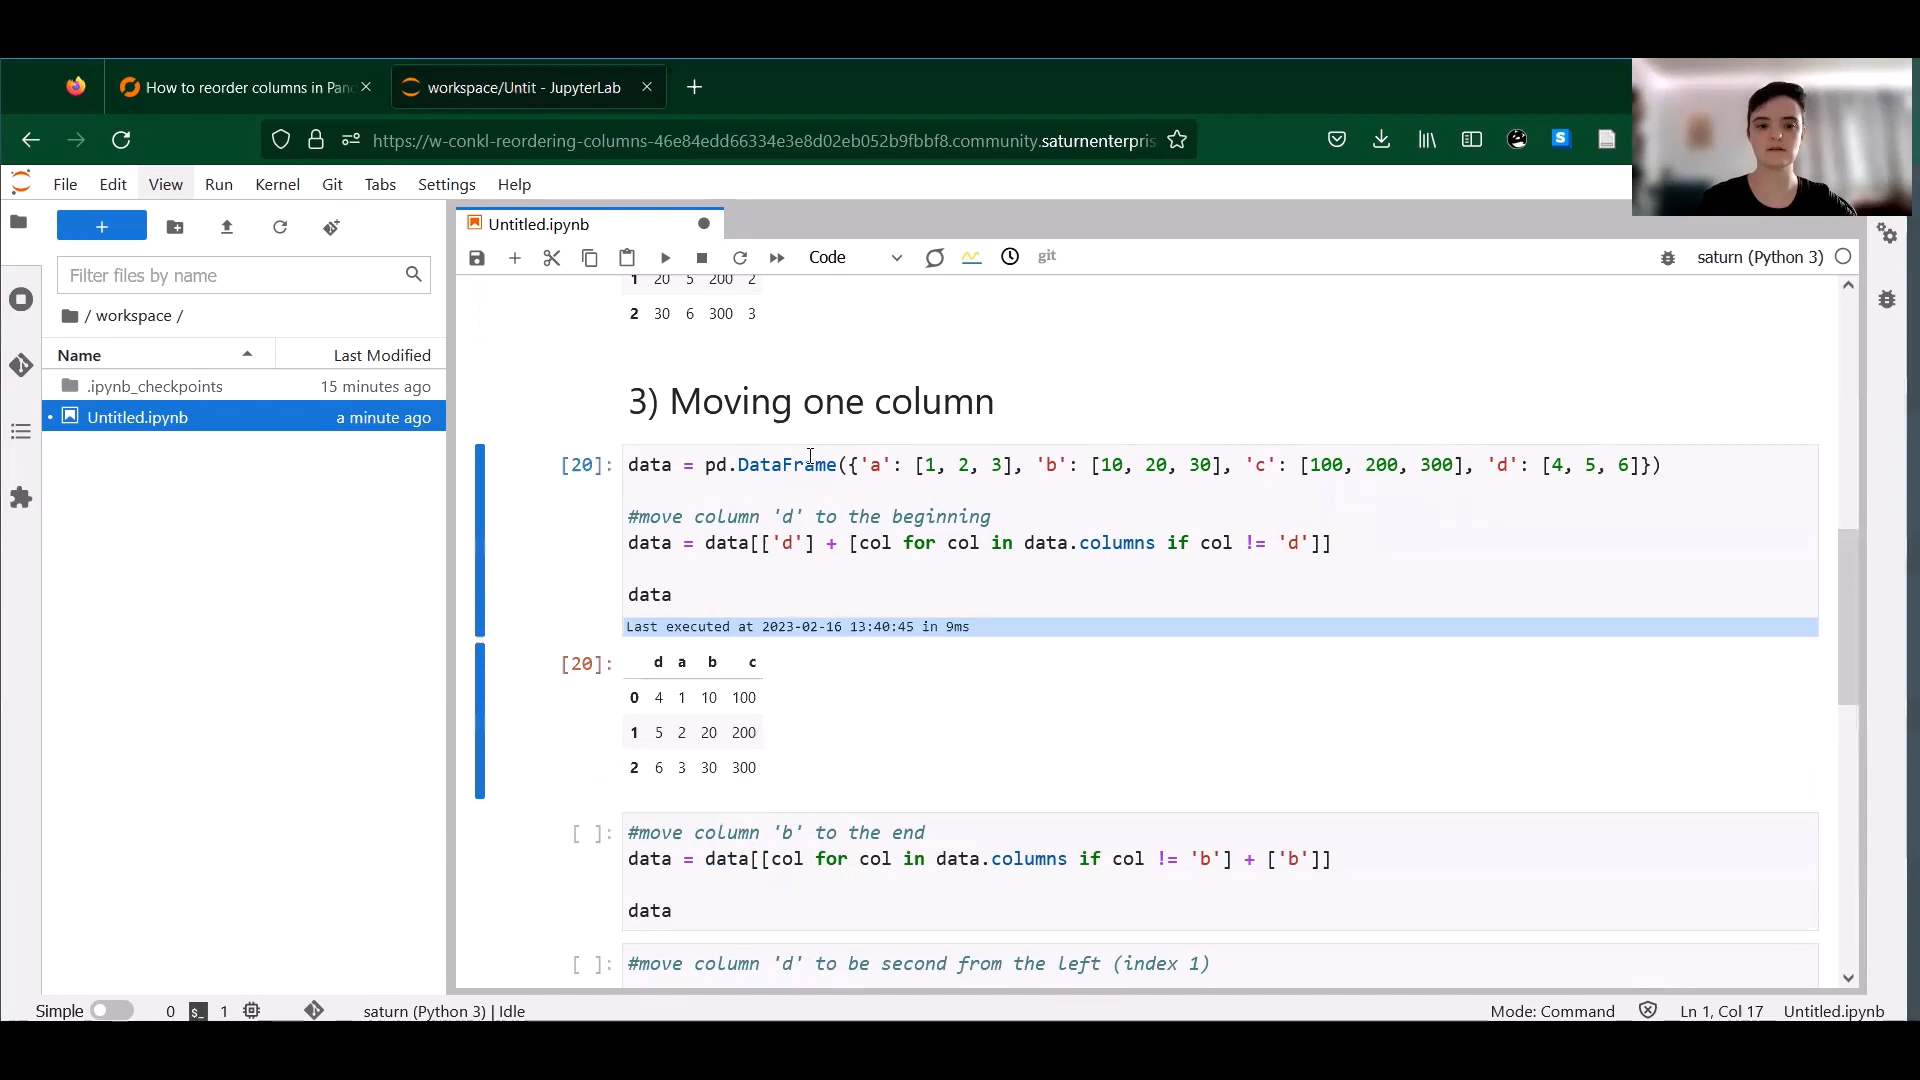 How to reorder columns in Pan
workspace/Untit - JupyterLab
https://w-conkl-reordering-columns-46e84edd66334e3e8d02eb052b9fbbf8.community.saturnenterpris
S
File Edit View Run Kernel Git Tabs Settings Help
Untitled.ipynb
Filter files by name
/ workspace /
Name Last Modified
.ipynb_checkpoints 15 minutes ago
Untitled.ipynb a minute ago
Code git saturn (Python 3)
1 20 5 200 2
2 30 6 300 3
3) Moving one column
[20]: data = pd.DataFrame({'a': [1, 2, 3], 'b': [10, 20, 30], 'c': [100, 200, 300], 'd': [4, 5, 6]})
#move column 'd' to the beginning
data = data[['d'] + [col for col in data.columns if col != 'd']]
data
Last executed at 2023-02-16 13:40:45 in 9ms
[20]: d a b c
0 4 1 10 100
1 5 2 20 200
2 6 3 30 300
[ ]: #move column 'b' to the end
data = data[[col for col in data.columns if col != 'b'] + ['b']]
data
[ ]: #move column 'd' to be second from the left (index 1)
Simple 0 $_ 1 saturn (Python 3) | Idle Mode: Command Ln 1, Col 17 Untitled.ipynb